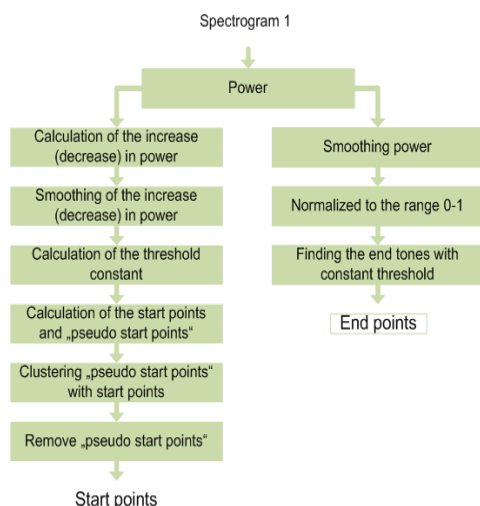 Spectrogram 1
Power
Calculation of the increase
(decrease) in power
Smoothing of the increase
(decrease) in power
Calculation of the threshold
constant
Calculation of the start points
and „pseudo start points“
Clustering „pseudo start points“
with start points
Remove „pseudo start points“
Start points
Smoothing power
Normalized to the range 0-1
Finding the end tones with
constant threshold
End points